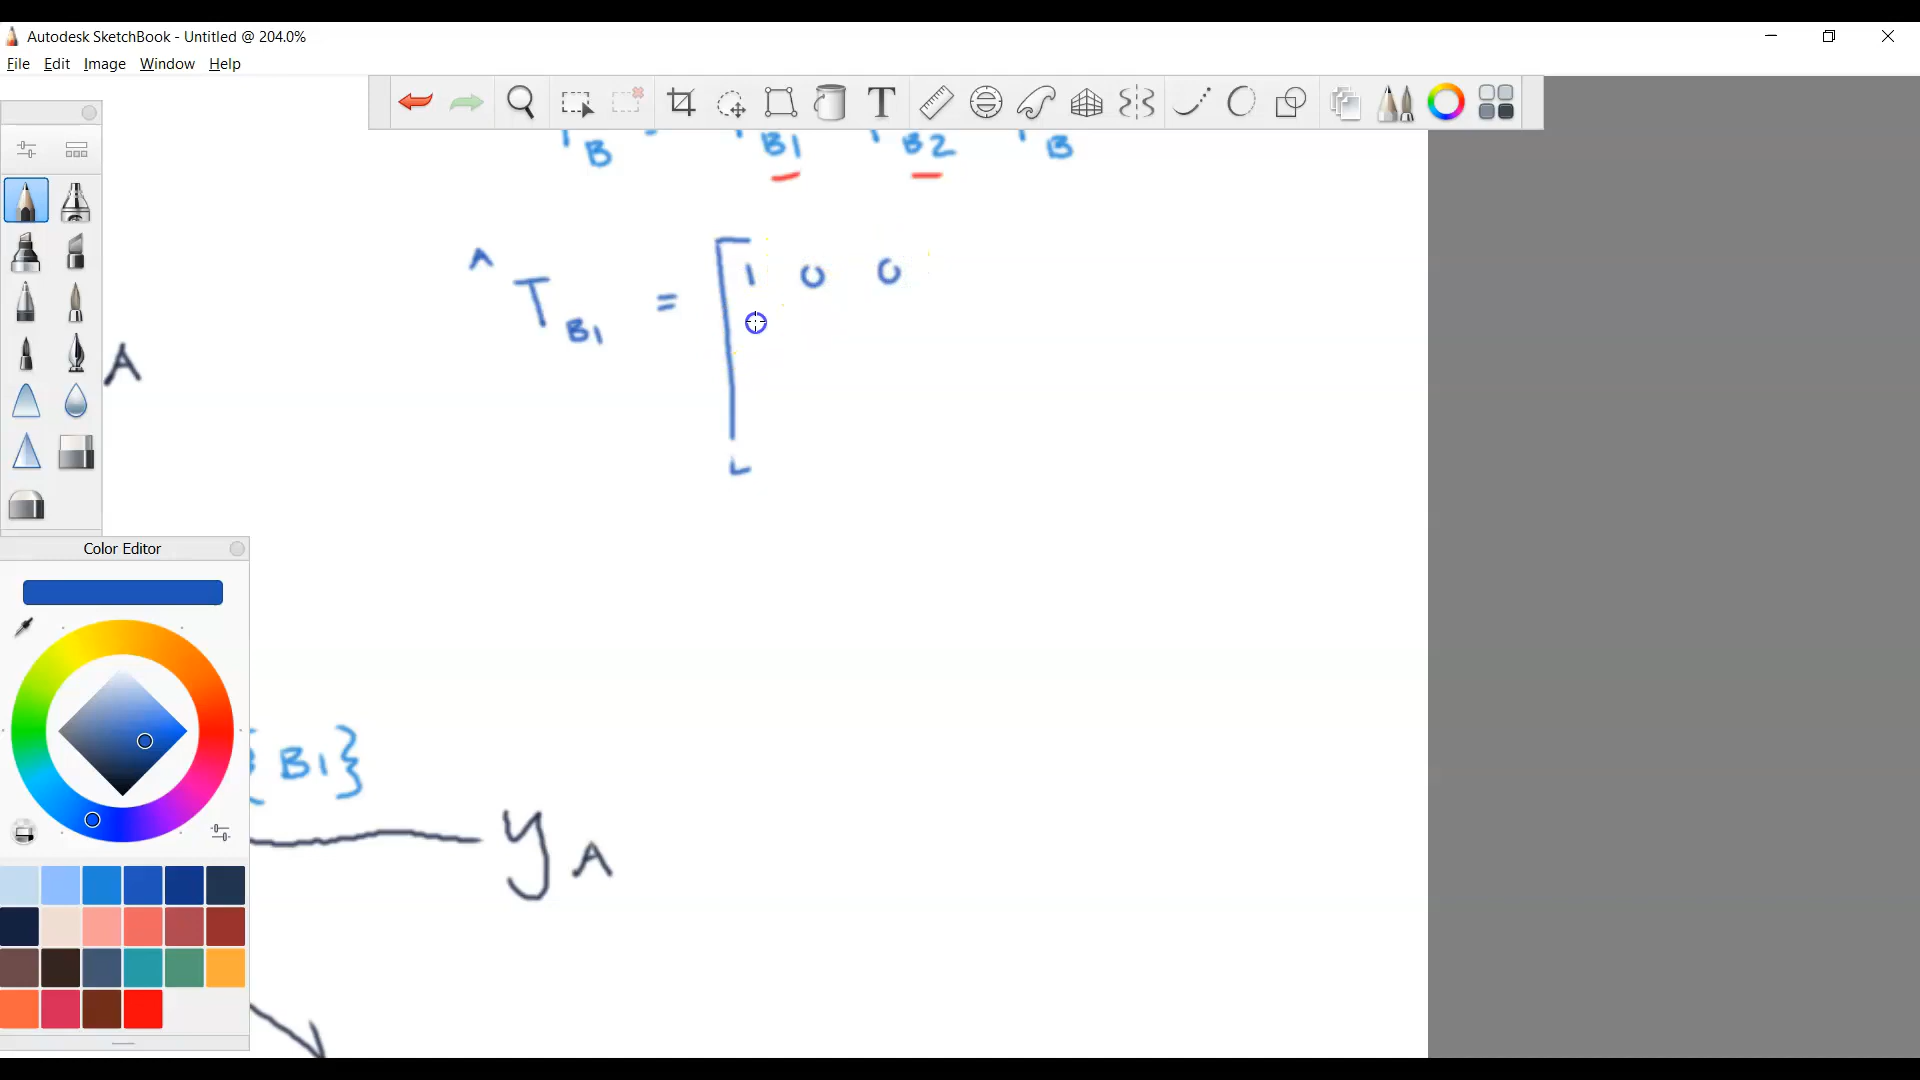 Autodesk SketchBook - Untitled @ 204.0%
File Edit Image Window Help
T
B B1 B2 B
A T B1 = [ 1 0 0
A
Color Editor
{B1}
y A